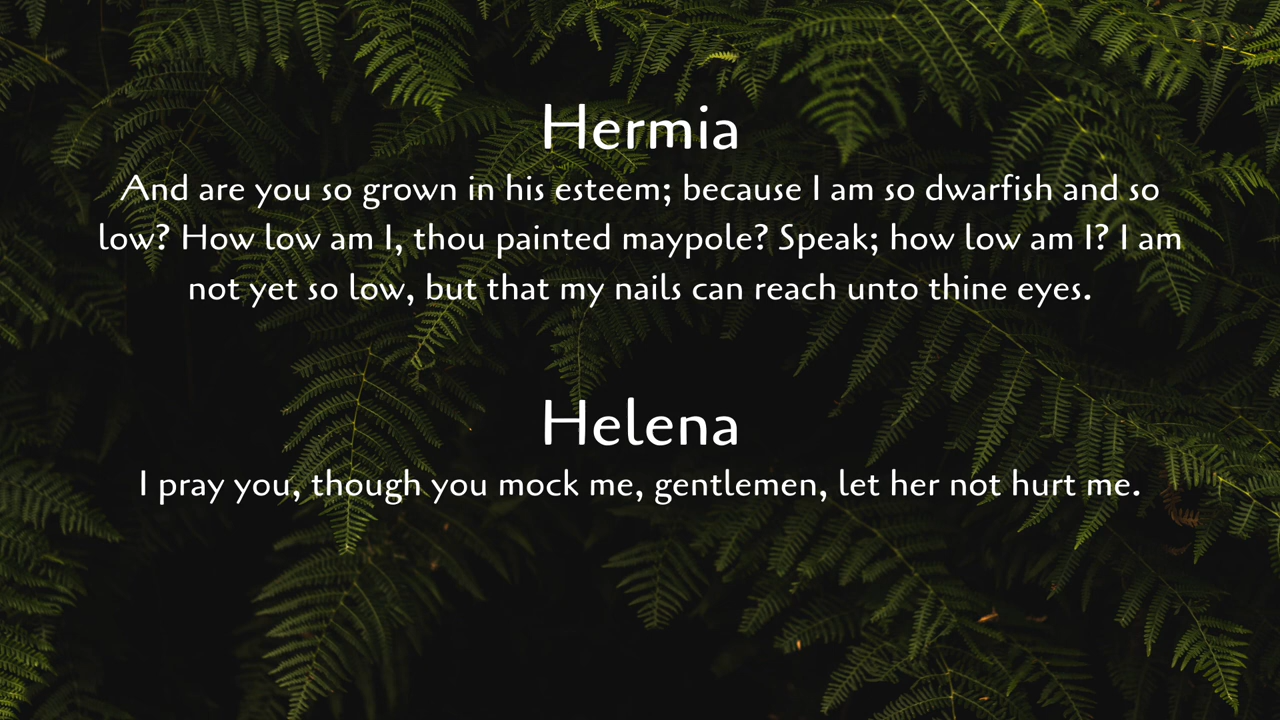 Hermia
And are you so grown in his esteem; because I am so dwarfish and so
low? How low am I, thou painted maypole? Speak; how low am I? I am
not yet so low, but that my nails can reach unto thine eyes.
Helena
I pray you, though you mock me, gentlemen, let her not hurt me.